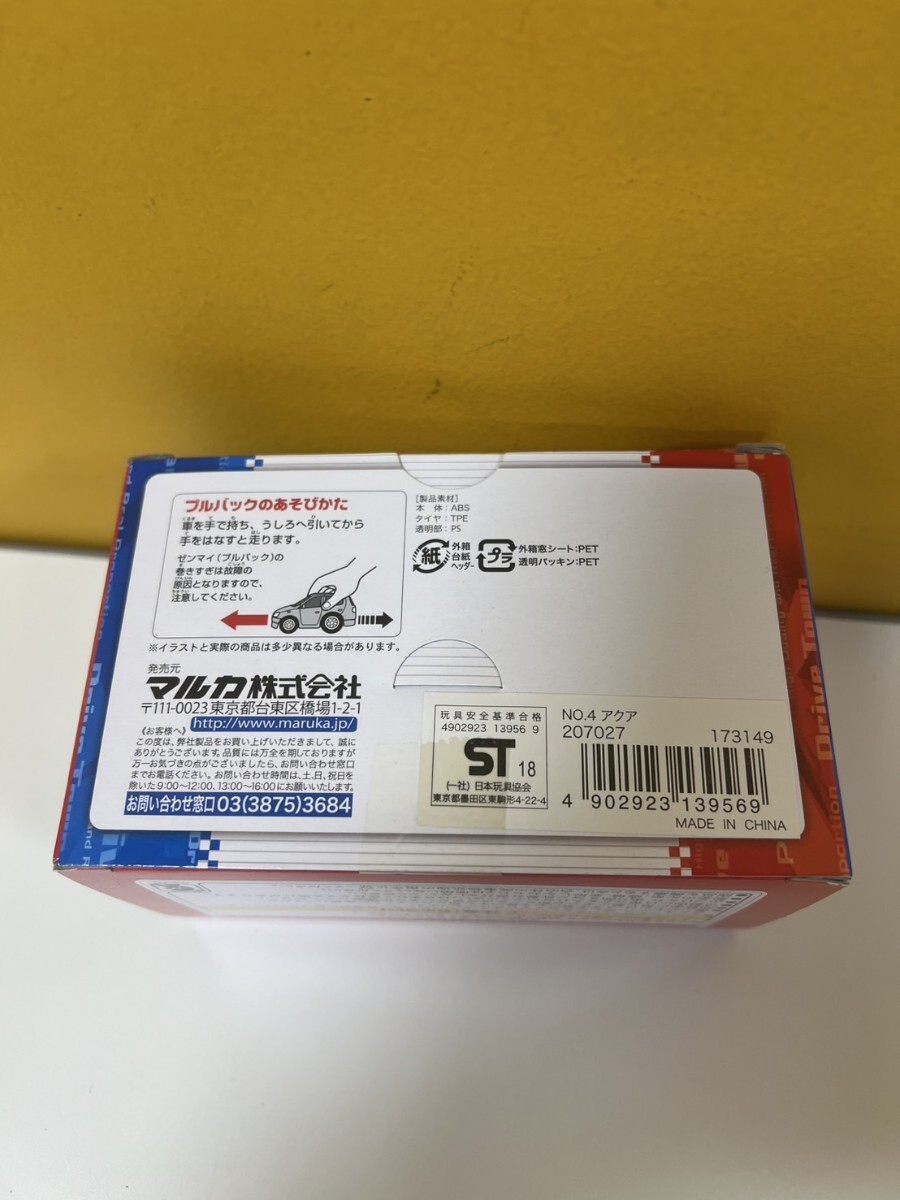 プルバックのあそびかた
車を手で持ち、うしろへ引いてから
手をはなすと走ります。
ゼンマイ(プルバック)の
巻きすぎは故障の
原因となりますので、
注意してください。
※イラストと実際の商品は多少異なる場合があります。
[製品素材]
本 体:ABS
タイヤ:TPE
透明部:PS
紙
外箱
台紙
ヘッダー
プラ
外箱窓シート:PET
透明パッキン:PET
発売元
マルカ株式会社
〒111-0023 東京都台東区橋場1-2-1
http://www.maruka.jp/
《お客様へ》
この度は、弊社製品をお買い上げいただきまして、誠に
ありがとうございます。品質には万全を期しておりますが
万一お気づきの点がございましたら、お問い合わせ窓口
までお電話ください。お問い合わせ時間は、土、日、祝日を
除いた9:00〜12:00、13:00〜16:00にお願いいたします。
お問い合わせ窓口 03(3875)3684
玩具安全基準合格
4902923 13956 9
ST 18
(一社)日本玩具協会
東京都墨田区東駒形4-22-4
NO.4 アクア
207027 173149
4 902923 139569
MADE IN CHINA
Drive Town